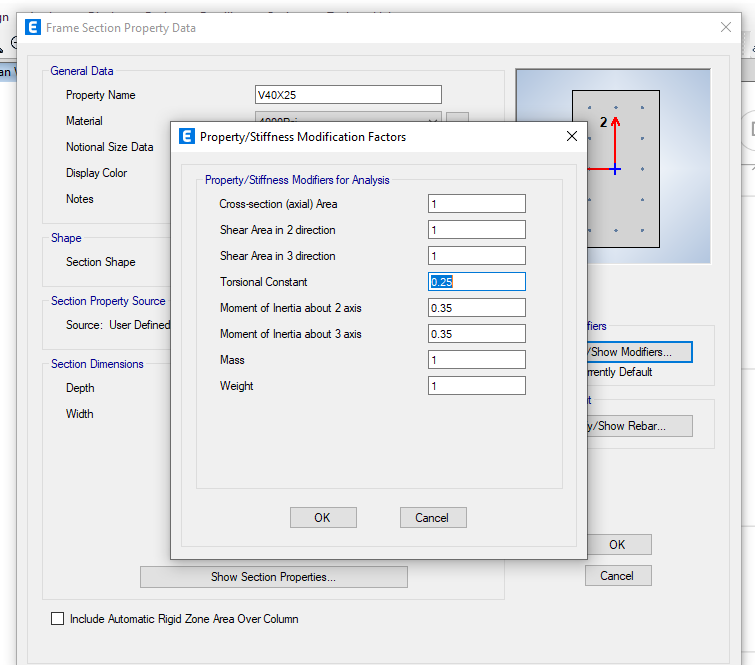 Frame Section Property Data
General Data
Property Name V40X25
Material
Notional Size Data
Display Color
Notes
Shape
Section Shape
Section Property Source
Source: User Defined
Section Dimensions
Depth
Width
Property/Stiffness Modification Factors
Property/Stiffness Modifiers for Analysis
Cross-section (axial) Area 1
Shear Area in 2 direction 1
Shear Area in 3 direction 1
Torsional Constant 0.25
Moment of Inertia about 2 axis 0.35
Moment of Inertia about 3 axis 0.35
Mass 1
Weight 1
OK Cancel
2
/Show Modifiers...
Default
y/Show Rebar...
OK
Cancel
Show Section Properties...
Include Automatic Rigid Zone Area Over Column